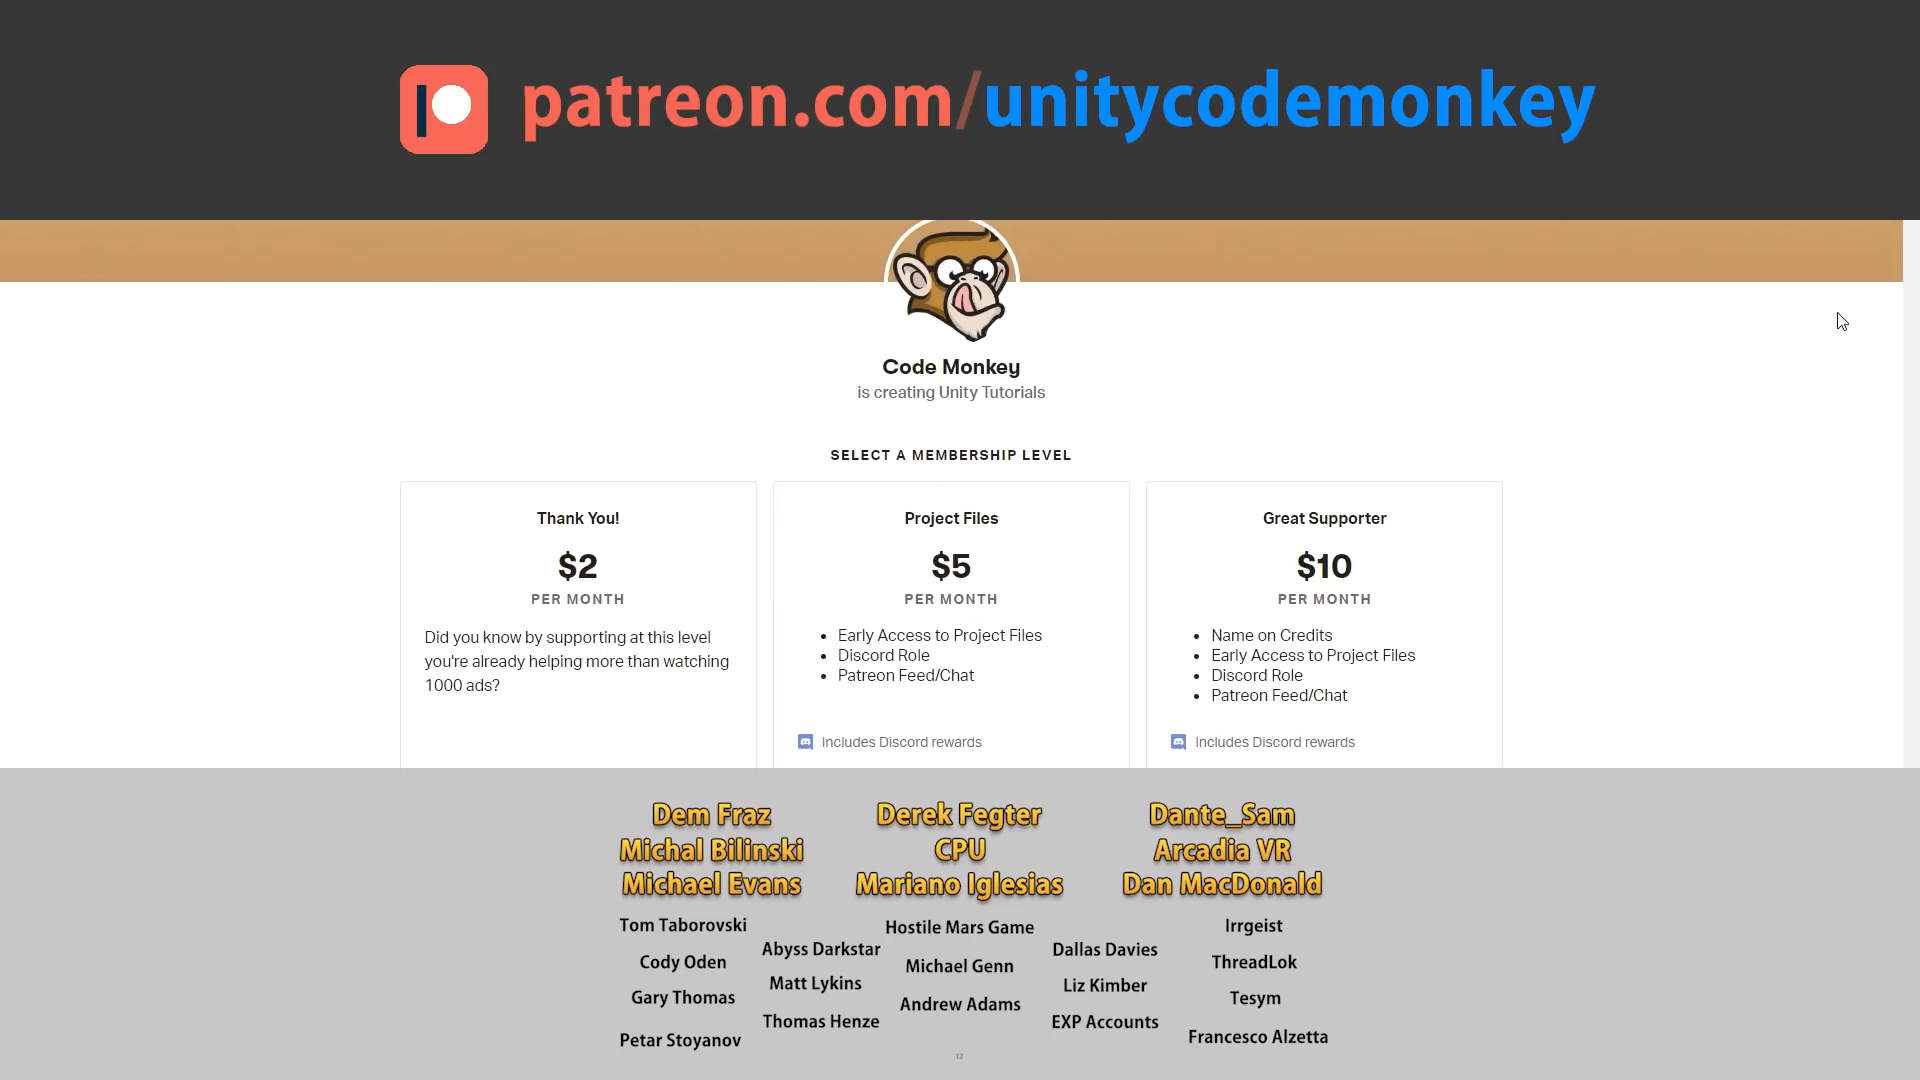 patreon.com/unitycodemonkey
Code Monkey
is creating Unity Tutorials
SELECT A MEMBERSHIP LEVEL
Thank You!
$2
PER MONTH
Did you know by supporting at this level
you're already helping more than watching
1000 ads?
Project Files
$5
PER MONTH
Early Access to Project Files
Discord Role
Patreon Feed/Chat
Includes Discord rewards
Great Supporter
$10
PER MONTH
Name on Credits
Early Access to Project Files
Discord Role
Patreon Feed/Chat
Includes Discord rewards
Dem Fraz
Michal Bilinski
Michael Evans
Derek Fegter
CPU
Mariano Iglesias
Dante_Sam
Arcadia VR
Dan MacDonald
Tom Taborovski
Cody Oden
Gary Thomas
Petar Stoyanov
Abyss Darkstar
Matt Lykins
Thomas Henze
Hostile Mars Game
Michael Genn
Andrew Adams
Dallas Davies
Liz Kimber
EXP Accounts
Irrgeist
ThreadLok
Tesym
Francesco Alzetta
12